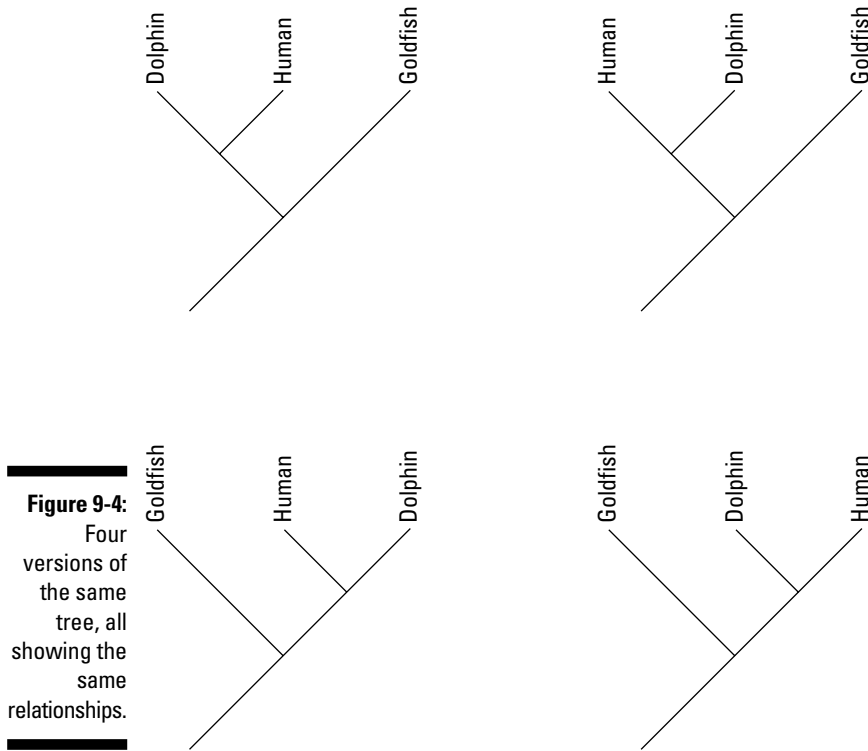 Dolphin
Human
Goldfish
Human
Dolphin
Goldfish
Goldfish
Human
Dolphin
Goldfish
Dolphin
Human
Figure 9-4:
Four
versions of
the same
tree, all
showing the
same
relationships.